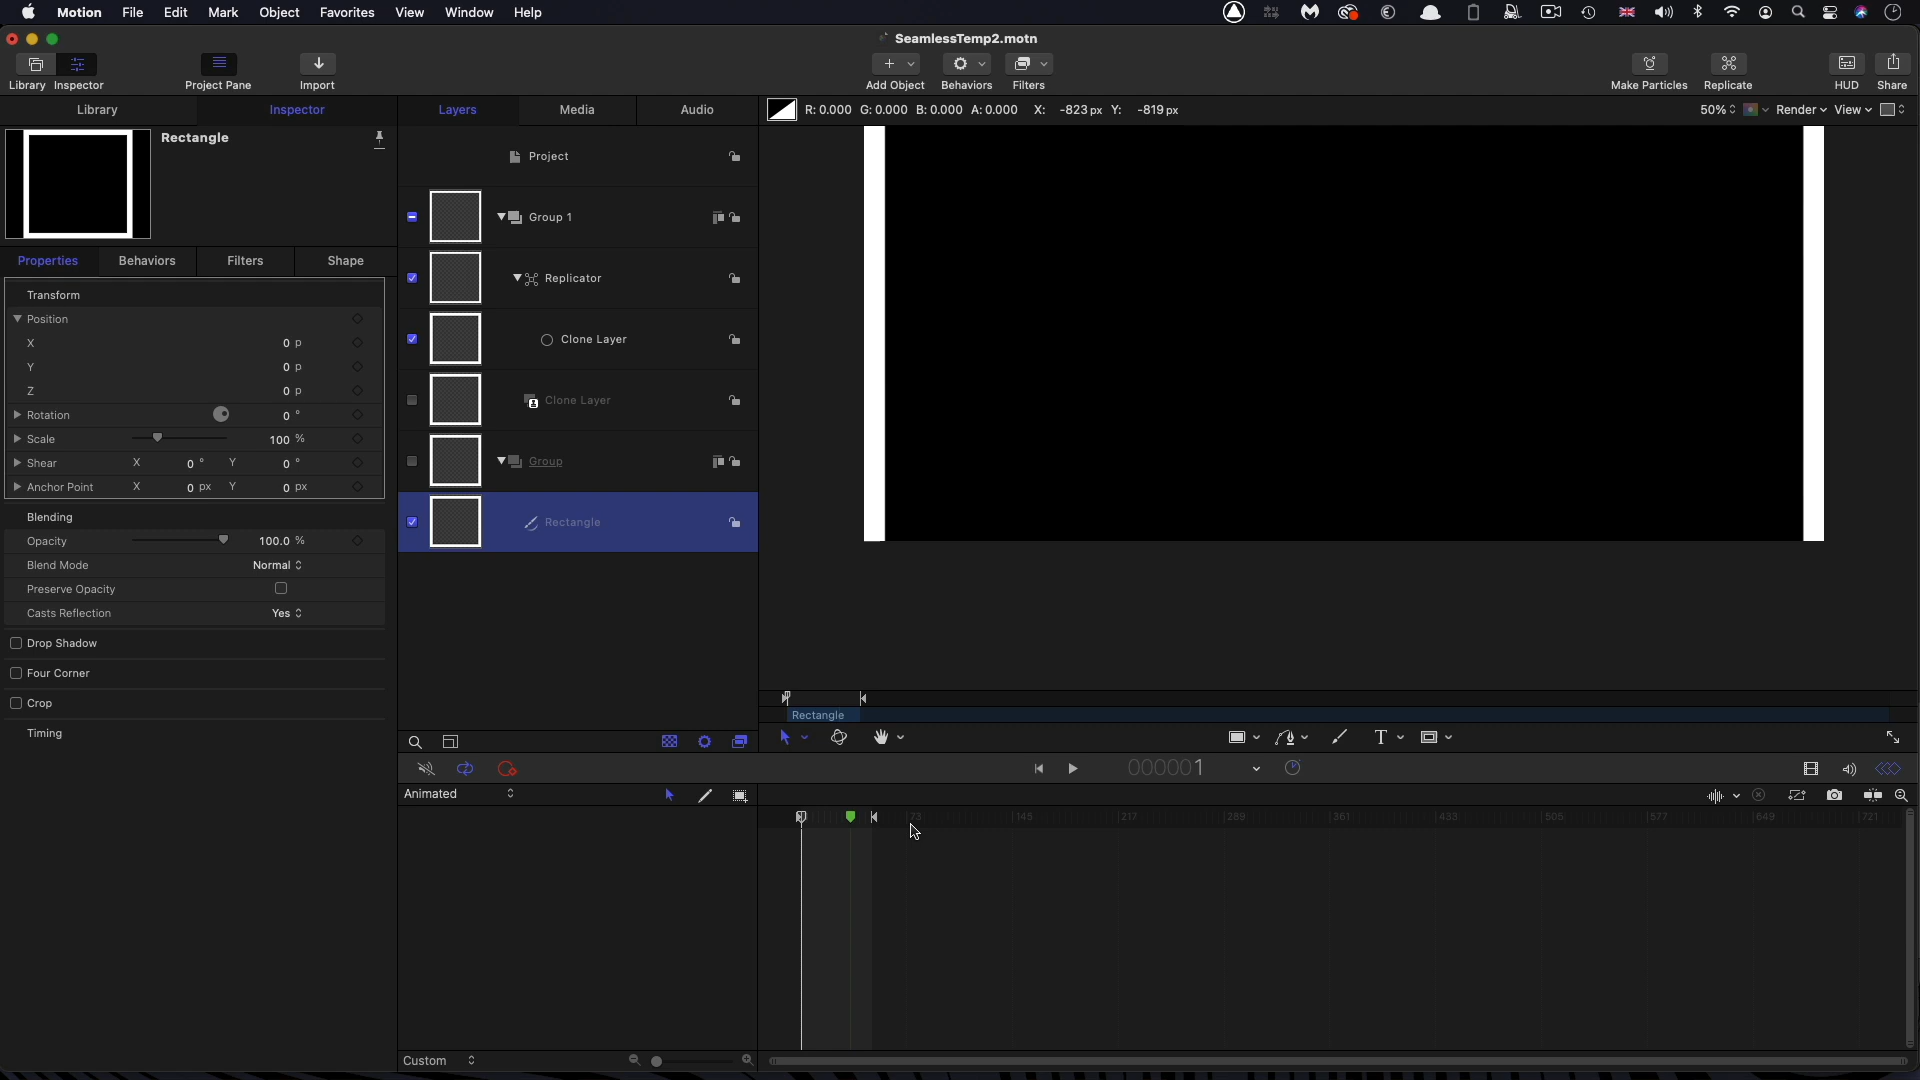 Motion File Edit Mark Object Favorites View Window Help
SeamlessTemp2.motn
Library Inspector Project Pane Import Add Object Behaviors Filters Make Particles Replicate HUD Share
Library Inspector Layers Media Audio R: 0.000 G: 0.000 B: 0.000 A: 0.000 X: -823 px Y: -819 px 50% Render View
Rectangle
Project
Group 1
Properties Behaviors Filters Shape
Replicator
Transform
Position
X 0 p
Clone Layer
Y 0 p
Z 0 p
Clone Layer
Rotation 0 °
Scale 100 %
Shear X 0 ° Y 0 °
Group
Anchor Point X 0 px Y 0 px
Blending
Rectangle
Opacity 100.0 %
Blend Mode Normal
Preserve Opacity
Casts Reflection Yes
Drop Shadow
Four Corner
Crop
Rectangle
Timing
000001
Animated
73 145 217 289 361 433 505 577 649 721
Custom